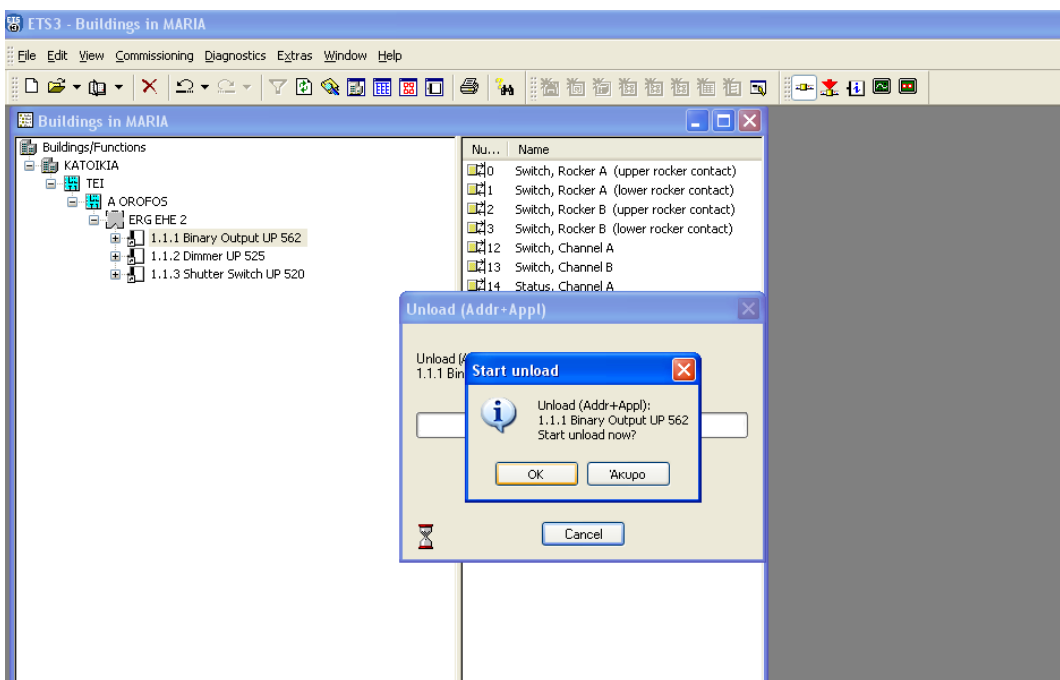 ETS3 - Buildings in MARIA
File Edit View Commissioning Diagnostics Extras Window Help
Buildings in MARIA
Buildings/Functions
KATOIKIA
TEI
A OROFOS
ERG EHE 2
1.1.1 Binary Output UP 562
1.1.2 Dimmer UP 525
1.1.3 Shutter Switch UP 520
Nu... Name
0 Switch, Rocker A (upper rocker contact)
1 Switch, Rocker A (lower rocker contact)
2 Switch, Rocker B (upper rocker contact)
3 Switch, Rocker B (lower rocker contact)
12 Switch, Channel A
13 Switch, Channel B
14 Status, Channel A
Unload (Addr+Appl)
Unload (A
1.1.1 Bin
Start unload
Unload (Addr+Appl):
1.1.1 Binary Output UP 562
Start unload now?
OK Άκυρο
Cancel